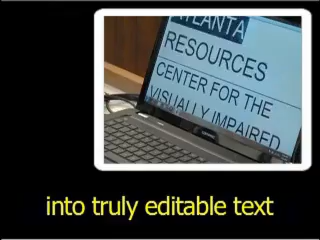 ATLANTA
RESOURCES
CENTER FOR THE
VISUALLY IMPAIRED
into truly editable text